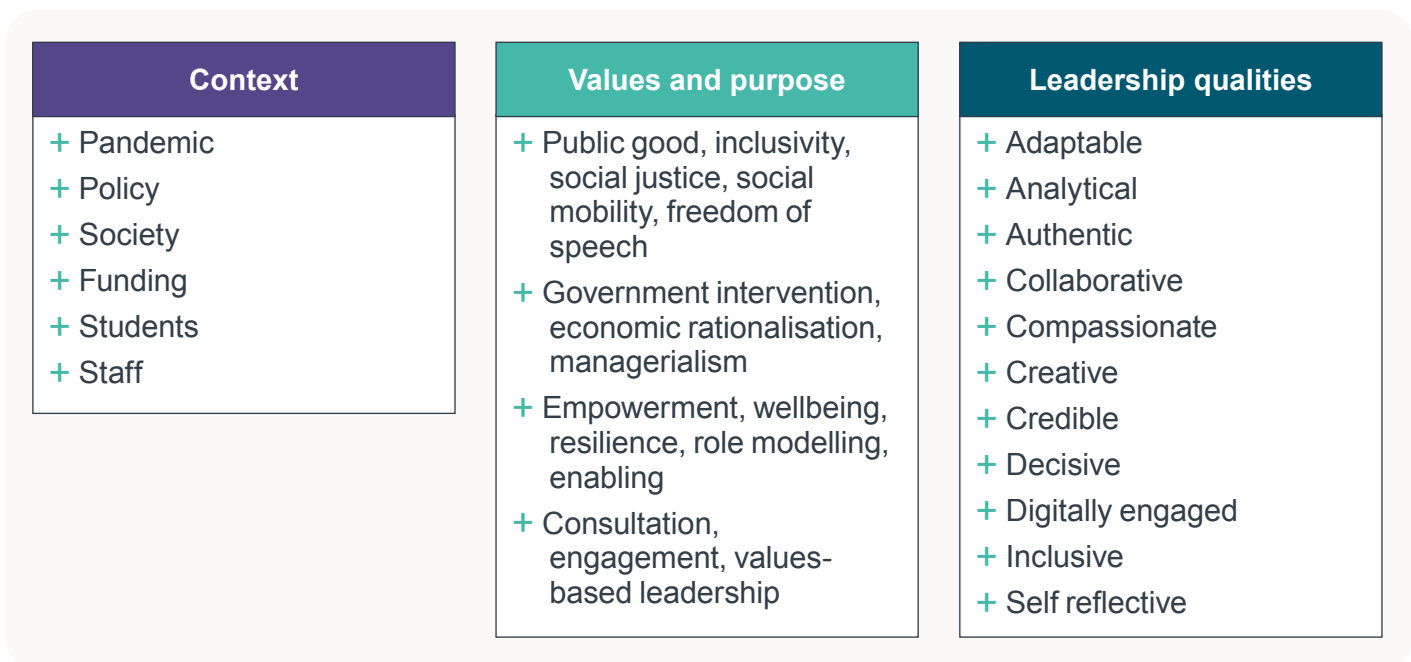 Context
+ Pandemic
+ Policy
+ Society
+ Funding
+ Students
+ Staff
Values and purpose
+ Public good, inclusivity,
social justice, social
mobility, freedom of
speech
+ Government intervention,
economic rationalisation,
managerialism
+ Empowerment, wellbeing,
resilience, role modelling,
enabling
+ Consultation,
engagement, values-
based leadership
Leadership qualities
+ Adaptable
+ Analytical
+ Authentic
+ Collaborative
+ Compassionate
+ Creative
+ Credible
+ Decisive
+ Digitally engaged
+ Inclusive
+ Self reflective